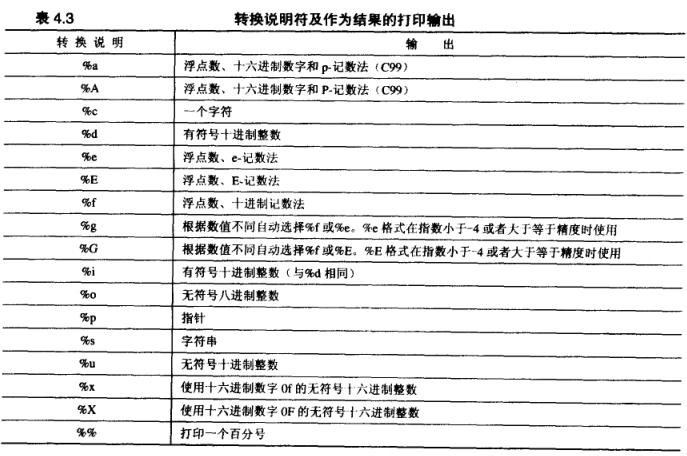 表 4.3 转换说明符及作为结果的打印输出
转 换 说 明 输 出
%a 浮点数、十六进制数字和 p-记数法（C99）
%A 浮点数、十六进制数字和 P-记数法（C99）
%c 一个字符
%d 有符号十进制整数
%e 浮点数、e-记数法
%E 浮点数、E-记数法
%f 浮点数、十进制记数法
%g 根据数值不同自动选择%f 或%e。%e 格式在指数小于-4 或者大于等于精度时使用
%G 根据数值不同自动选择%f 或%E。%E 格式在指数小于-4 或者大于等于精度时使用
%i 有符号十进制整数（与%d 相同）
%o 无符号八进制整数
%p 指针
%s 字符串
%u 无符号十进制整数
%x 使用十六进制数字 0f 的无符号十六进制整数
%X 使用十六进制数字 0F 的无符号十六进制整数
%% 打印一个百分号